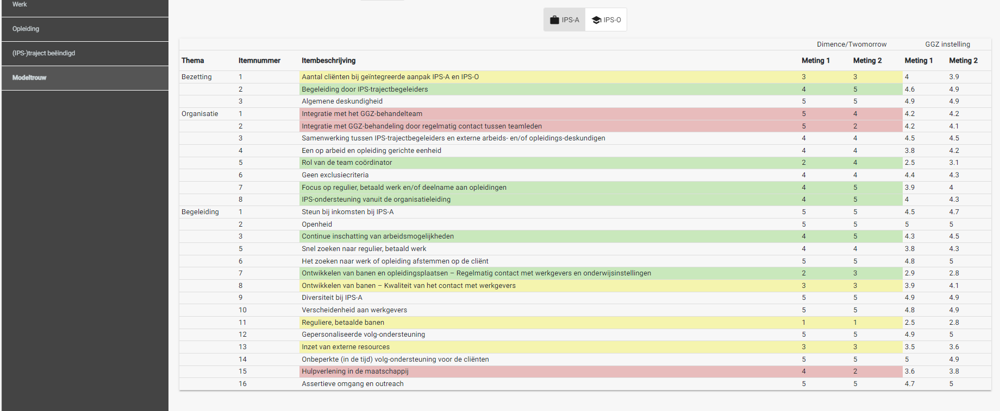 Werk
Opleiding
(IPS-)traject beëindigd
Modeltrouw
IPS-A IPS-O
Dimence/Twomorrow GGZ instelling
Thema Itemnummer Itembeschrijving Meting 1 Meting 2 Meting 1 Meting 2
Bezetting 1 Aantal cliënten bij geïntegreerde aanpak IPS-A en IPS-O 3 3 4 3.9
2 Begeleiding door IPS-trajectbegeleiders 4 5 4.6 4.9
3 Algemene deskundigheid 5 5 4.9 4.9
Organisatie 1 Integratie met het GGZ-behandelteam 5 4 4.2 4.2
2 Integratie met GGZ-behandeling door regelmatig contact tussen teamleden 5 2 4.2 4.1
3 Samenwerking tussen IPS-trajectbegeleiders en externe arbeids- en/of opleidings-deskundigen 4 4 4.5 4.5
4 Een op arbeid en opleiding gerichte eenheid 4 4 3.8 4.2
5 Rol van de team coördinator 2 4 2.5 3.1
6 Geen exclusiecriteria 4 4 4.4 4.3
7 Focus op regulier, betaald werk en/of deelname aan opleidingen 4 5 3.9 4
8 IPS-ondersteuning vanuit de organisatieleiding 4 5 4 4.3
Begeleiding 1 Steun bij inkomsten bij IPS-A 5 5 4.5 4.7
2 Openheid 5 5 5 5
3 Continue inschatting van arbeidsmogelijkheden 4 5 4.3 4.5
5 Snel zoeken naar regulier, betaald werk 4 4 3.8 4.3
6 Het zoeken naar werk of opleiding afstemmen op de cliënt 5 5 4.8 5
7 Ontwikkelen van banen en opleidingsplaatsen – Regelmatig contact met werkgevers en onderwijsinstellingen 2 3 2.9 2.8
8 Ontwikkelen van banen – Kwaliteit van het contact met werkgevers 3 3 3.9 4.1
9 Diversiteit bij IPS-A 5 5 4.9 4.9
10 Verscheidenheid aan werkgevers 5 5 4.8 4.9
11 Reguliere, betaalde banen 1 1 2.5 2.8
12 Gepersonaliseerde volg-ondersteuning 5 5 4.9 5
13 Inzet van externe resources 3 3 3.5 3.6
14 Onbeperkte (in de tijd) volg-ondersteuning voor de cliënten 5 5 5 4.9
15 Hulpverlening in de maatschappij 4 2 3.6 3.8
16 Assertieve omgang en outreach 5 5 4.7 5